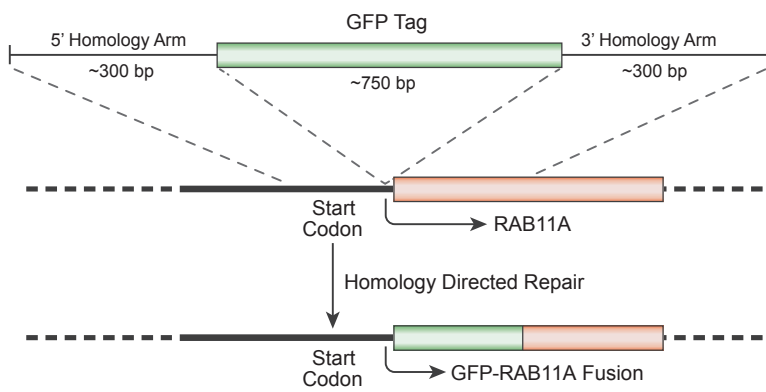 GFP Tag
5' Homology Arm
3' Homology Arm
~300 bp
~750 bp
~300 bp
Start
Codon
RAB11A
Homology Directed Repair
Start
Codon
GFP-RAB11A Fusion